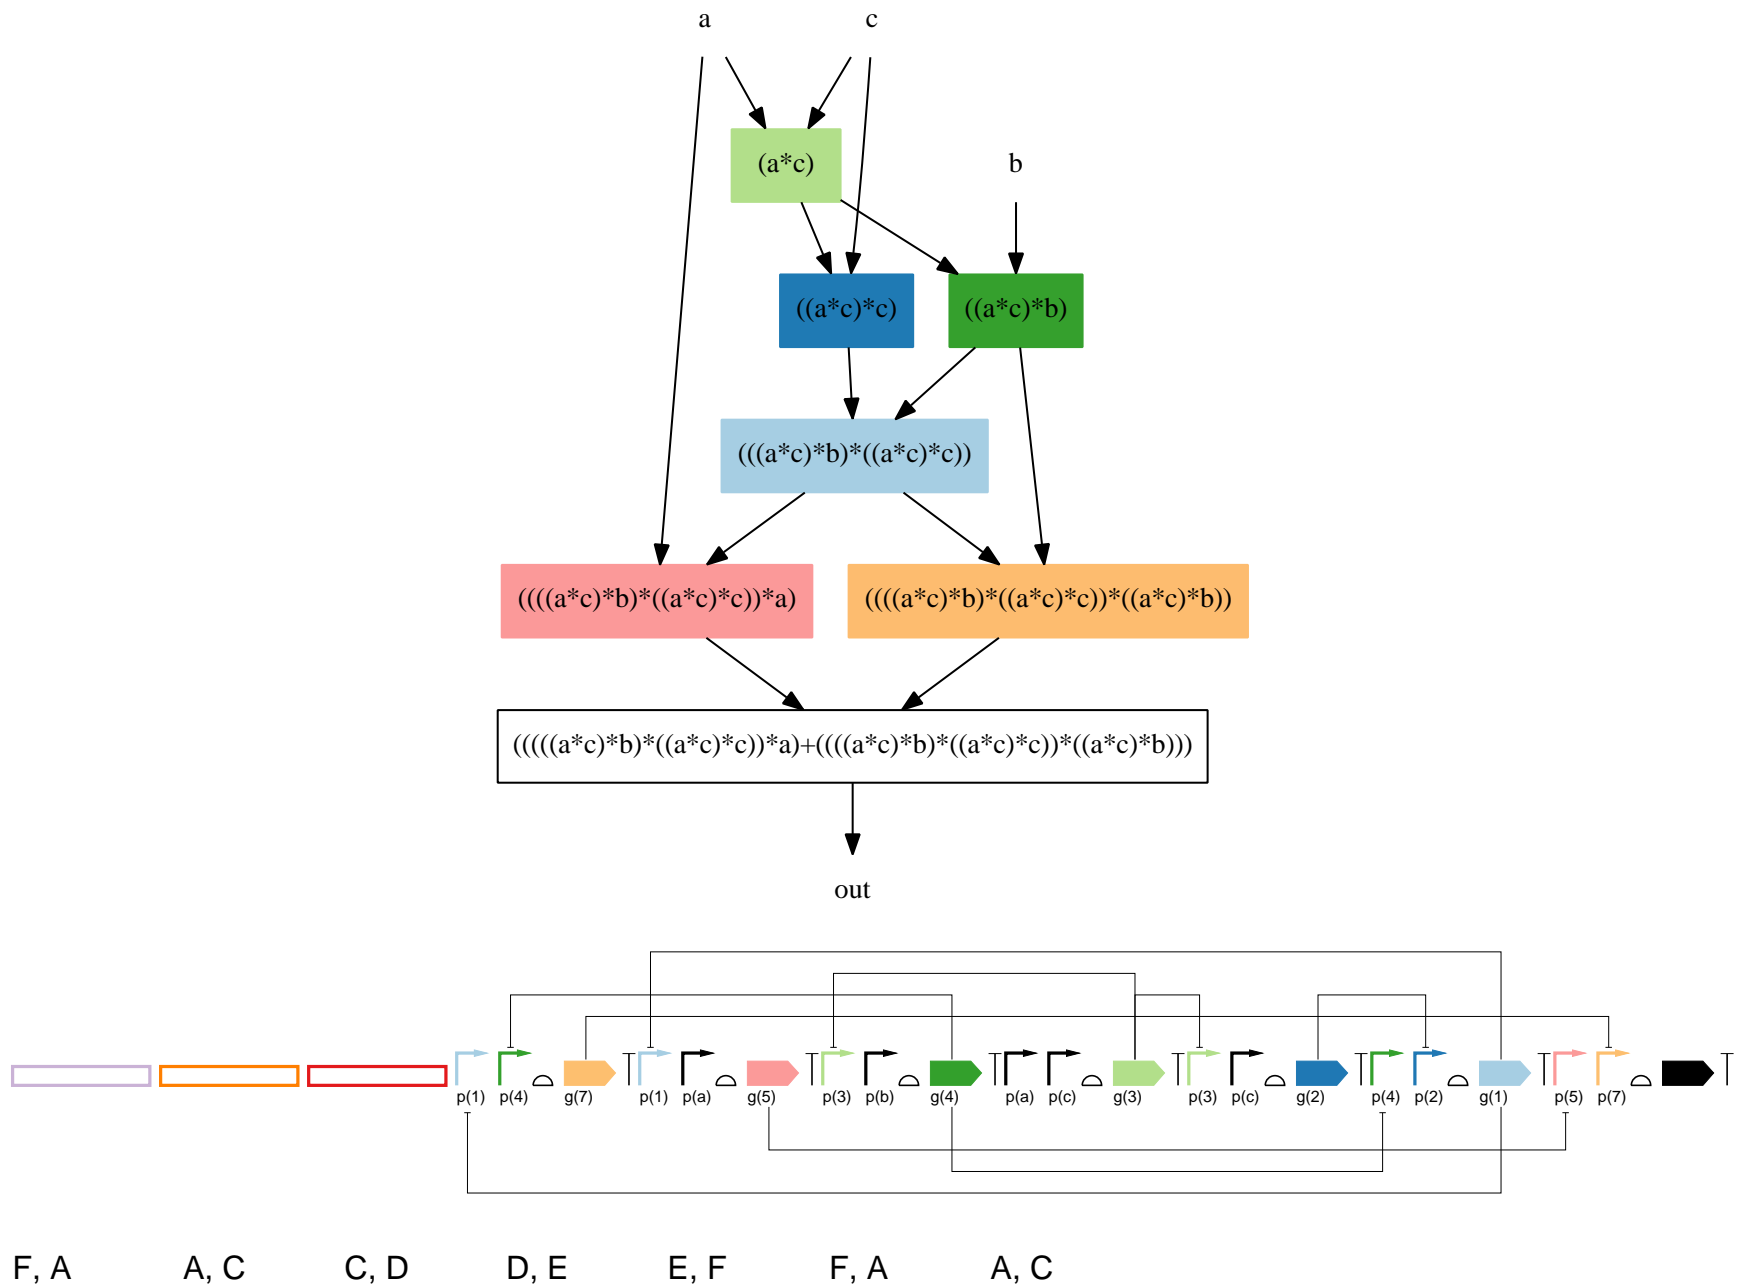 a c
(a*c)
b
((a*c)*c) ((a*c)*b)
(((a*c)*b)*((a*c)*c))
((((a*c)*b)*((a*c)*c))*a) ((((a*c)*b)*((a*c)*c))*((a*c)*b))
(((((a*c)*b)*((a*c)*c))*a)+((((a*c)*b)*((a*c)*c))*((a*c)*b)))
out
p(1) p(4) g(7) p(1) p(a) g(5) p(3) p(b) g(4) p(a) p(c) g(3) p(3) p(c) g(2) p(4) p(2) g(1) p(5) p(7)
F, A A, C C, D D, E E, F F, A A, C